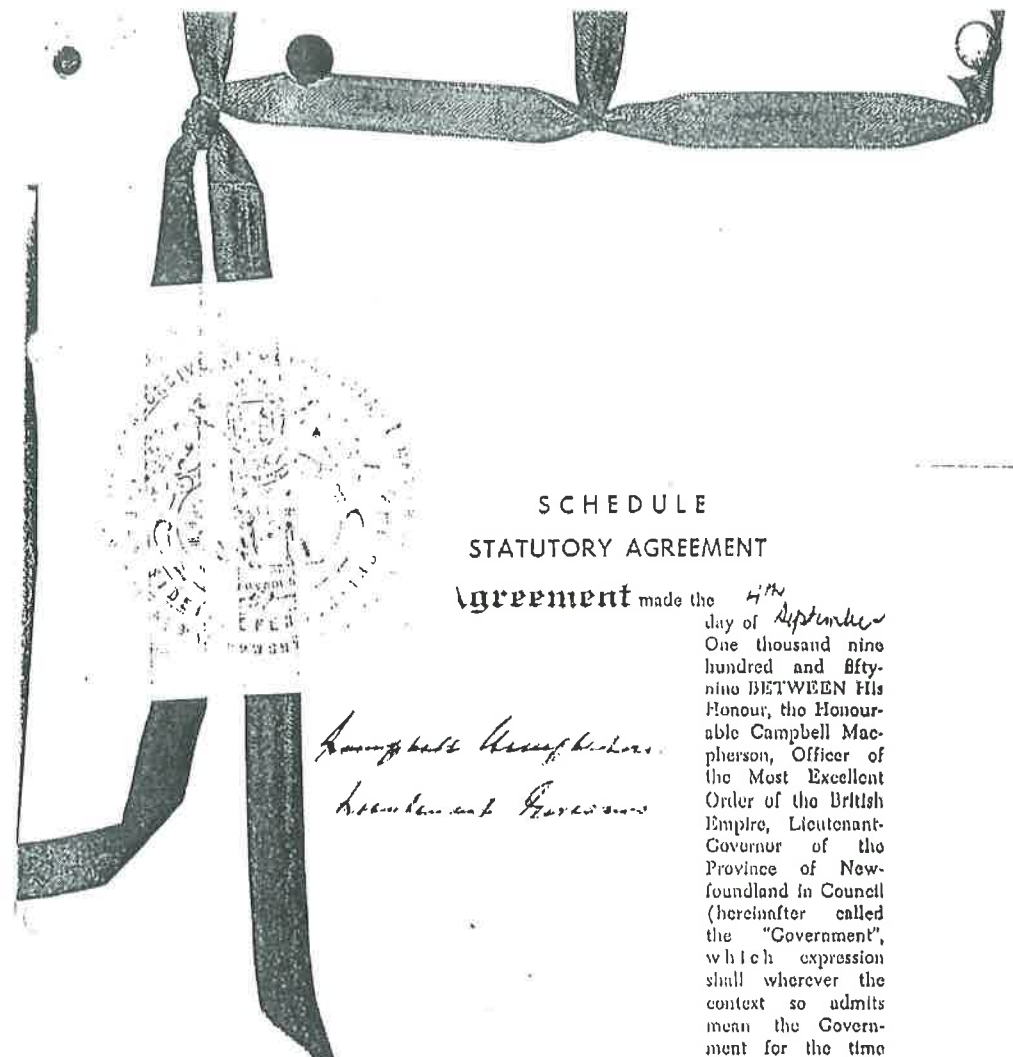 SCHEDULE
STATUTORY AGREEMENT
Agreement made the 4th
day of September
One thousand nine
hundred and fifty-
nine BETWEEN His
Honour, the Honour-
able Campbell Mac-
pherson, Officer of
the Most Excellent
Order of the British
Empire, Lieutenant-
Governor of the
Province of New-
foundland in Council
(hereinafter called
the "Government",
which expression
shall wherever the
context so admits
mean the Govern-
ment for the time
Campbell Macpherson
Lieutenant Governor